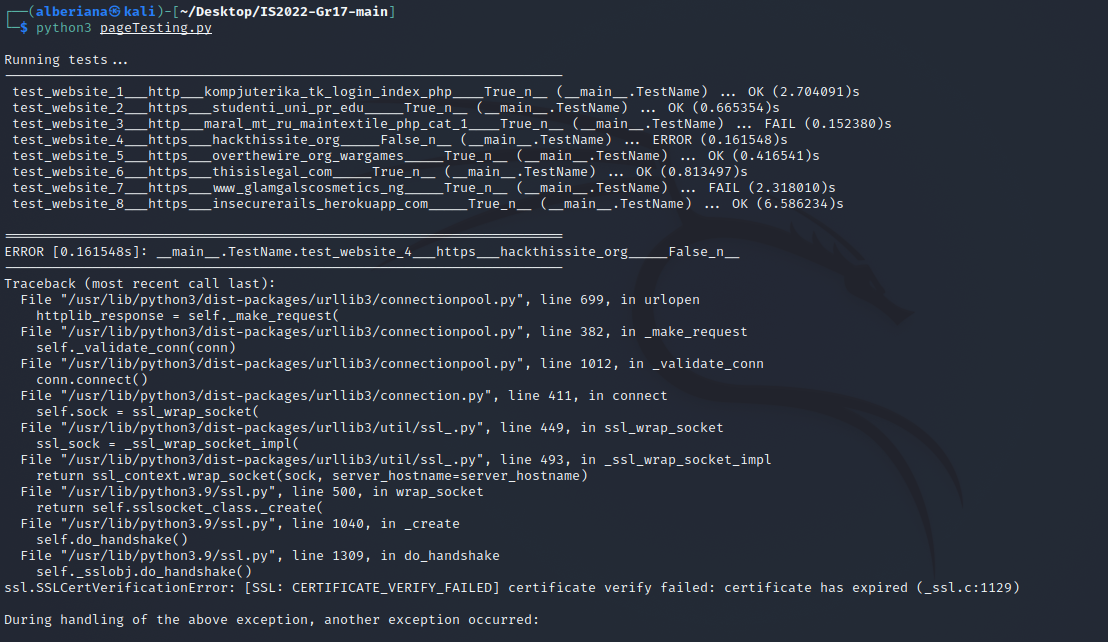 ┌──(alberiana㉿kali)-[~/Desktop/IS2022-Gr17-main]
└─$ python3 pageTesting.py
Running tests ...
test_website_1___http___kompjuterika_tk_login_index_php____True_n__ (__main__.TestName) ... OK (2.704091)s
test_website_2___https___studenti_uni_pr_edu_____True_n__ (__main__.TestName) ... OK (0.665354)s
test_website_3___http___maral_mt_ru_maintextile_php_cat_1____True_n__ (__main__.TestName) ... FAIL (0.152380)s
test_website_4___https___hackthissite_org_____False_n__ (__main__.TestName) ... ERROR (0.161548)s
test_website_5___https___overthewire_org_wargames_____True_n__ (__main__.TestName) ... OK (0.416541)s
test_website_6___https___thisislegal_com_____True_n__ (__main__.TestName) ... OK (0.813497)s
test_website_7___https___www_glamgalscosmetics_ng_____True_n__ (__main__.TestName) ... FAIL (2.318010)s
test_website_8___https___insecurerails_herokuapp_com_____True_n__ (__main__.TestName) ... OK (6.586234)s
ERROR [0.161548s]: __main__.TestName.test_website_4___https___hackthissite_org_____False_n__
Traceback (most recent call last):
File "/usr/lib/python3/dist-packages/urllib3/connectionpool.py", line 699, in urlopen
httplib_response = self._make_request(
File "/usr/lib/python3/dist-packages/urllib3/connectionpool.py", line 382, in _make_request
self._validate_conn(conn)
File "/usr/lib/python3/dist-packages/urllib3/connectionpool.py", line 1012, in _validate_conn
conn.connect()
File "/usr/lib/python3/dist-packages/urllib3/connection.py", line 411, in connect
self.sock = ssl_wrap_socket(
File "/usr/lib/python3/dist-packages/urllib3/util/ssl_.py", line 449, in ssl_wrap_socket
ssl_sock = _ssl_wrap_socket_impl(
File "/usr/lib/python3/dist-packages/urllib3/util/ssl_.py", line 493, in _ssl_wrap_socket_impl
return ssl_context.wrap_socket(sock, server_hostname=server_hostname)
File "/usr/lib/python3.9/ssl.py", line 500, in wrap_socket
return self.sslsocket_class._create(
File "/usr/lib/python3.9/ssl.py", line 1040, in _create
self.do_handshake()
File "/usr/lib/python3.9/ssl.py", line 1309, in do_handshake
self._sslobj.do_handshake()
ssl.SSLCertVerificationError: [SSL: CERTIFICATE_VERIFY_FAILED] certificate verify failed: certificate has expired (_ssl.c:1129)
During handling of the above exception, another exception occurred: